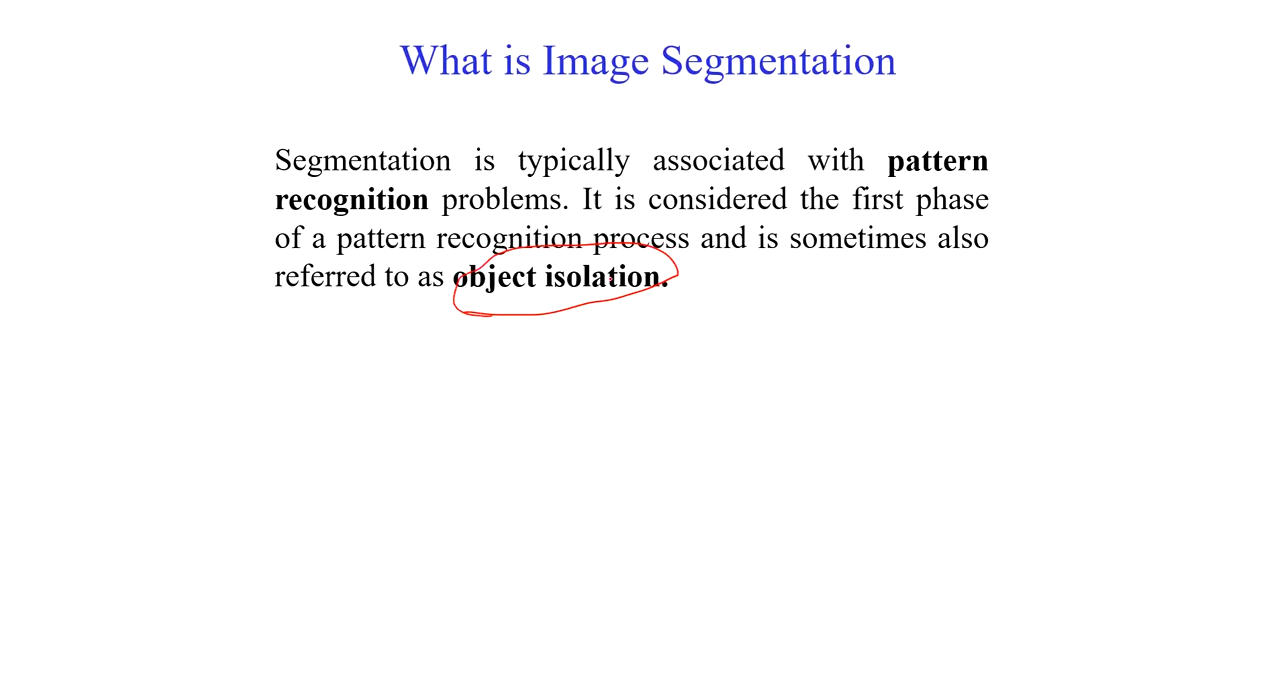 What is Image Segmentation
Segmentation is typically associated with pattern
recognition problems. It is considered the first phase
of a pattern recognition process and is sometimes also
referred to as object isolation.